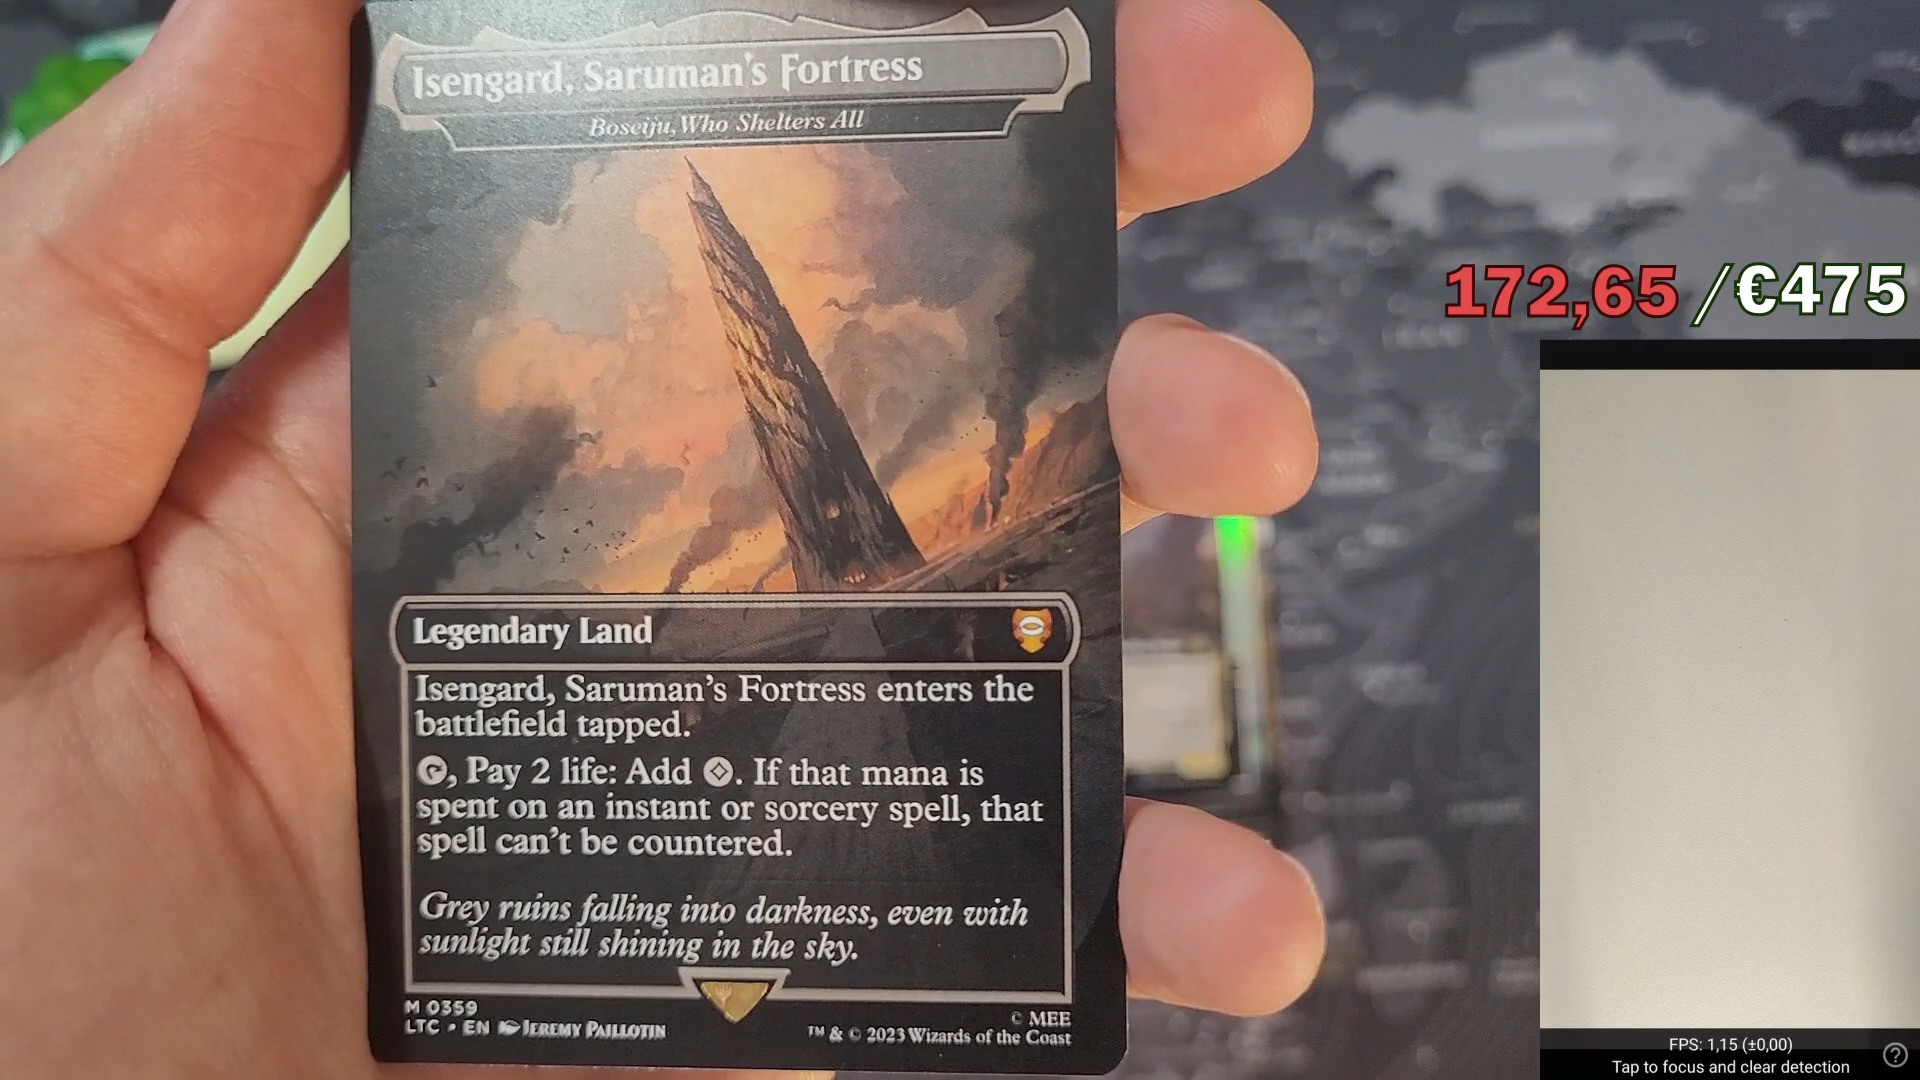 Isengard, Saruman's Fortress
Boseiju, Who Shelters All
172,65 /€475
Legendary Land
Isengard, Saruman's Fortress enters the
battlefield tapped.
, Pay 2 life: Add . If that mana is
spent on an instant or sorcery spell, that
spell can't be countered.
Grey ruins falling into darkness, even with
sunlight still shining in the sky.
M 0359
LTC • EN JEREMY PAILLOTIN
© MEE
™ & © 2023 Wizards of the Coast
FPS: 1,15 (±0,00)
Tap to focus and clear detection
?